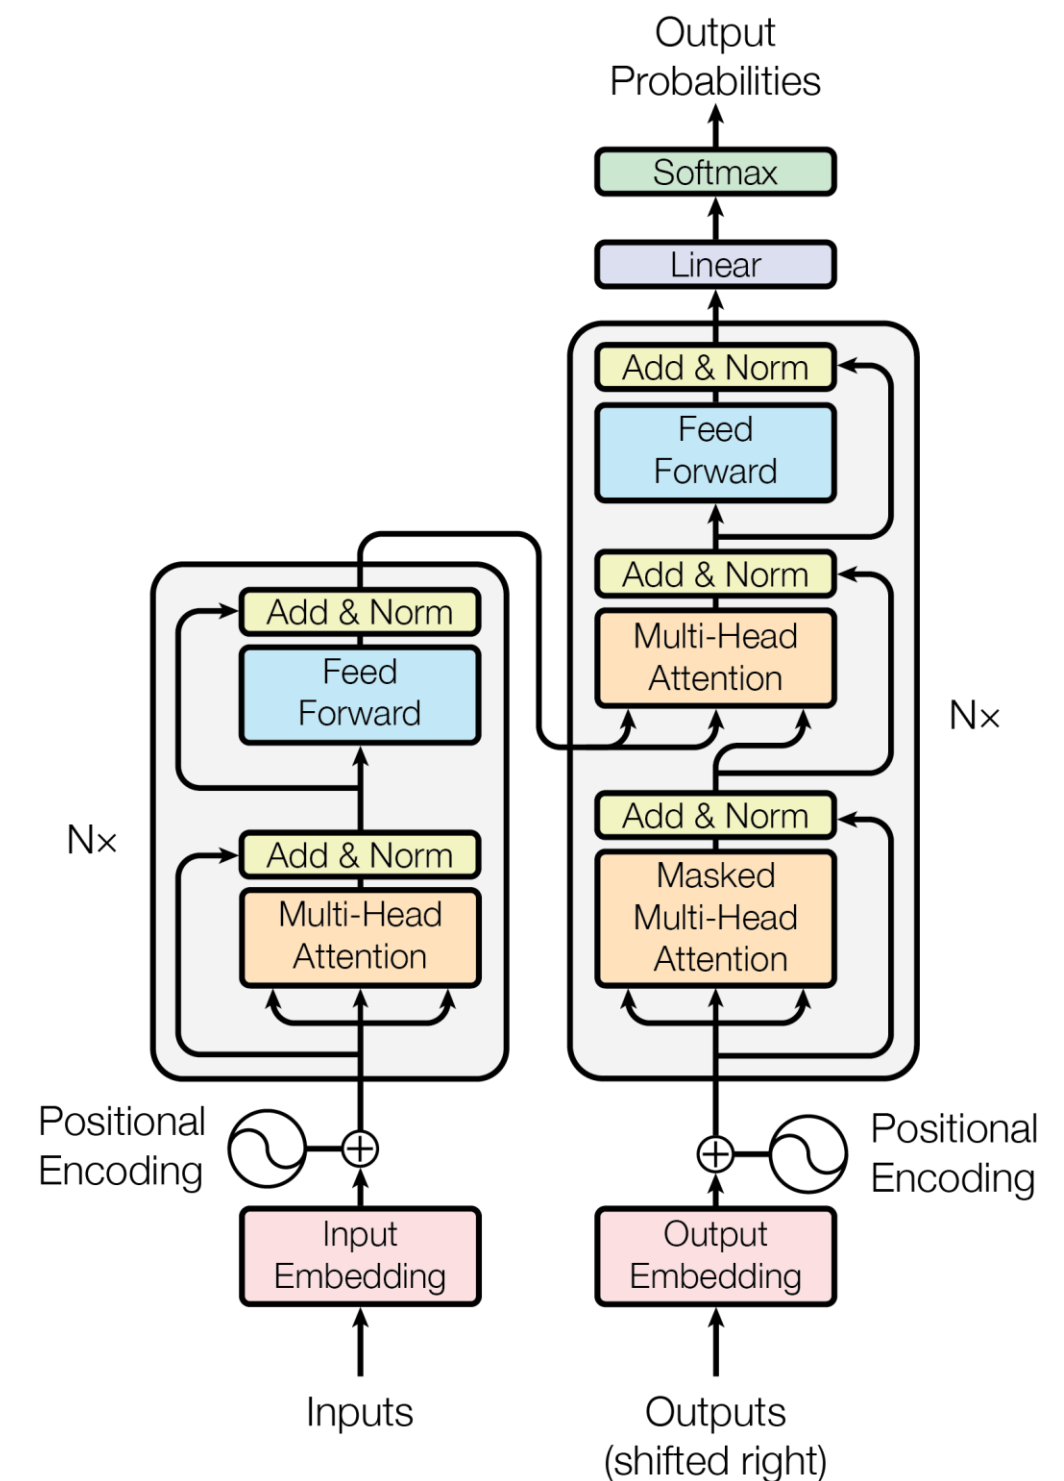 Output
Probabilities
Softmax
Linear
Add & Norm
Feed
Forward
Add & Norm
Multi-Head
Attention
Add & Norm
Masked
Multi-Head
Attention
N×
Add & Norm
Feed
Forward
Add & Norm
Multi-Head
Attention
N×
Positional
Encoding
Positional
Encoding
Input
Embedding
Output
Embedding
Inputs
Outputs
(shifted right)